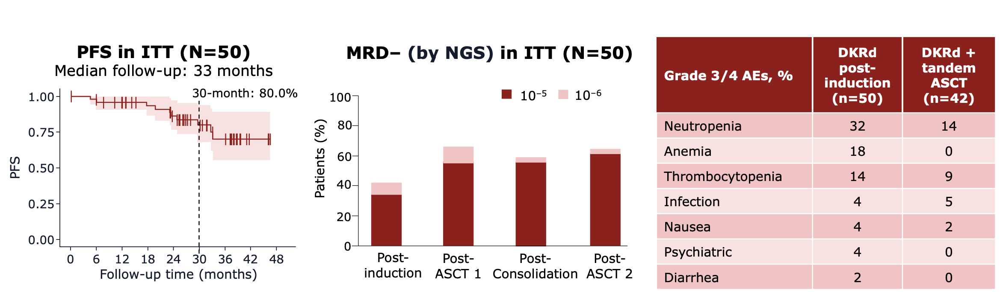 PFS in ITT (N=50)
Median follow-up: 33 months
30-month: 80.0%
1.00
0.75
0.50
0.25
0.00
PFS
0 6 12 18 24 30 36 42 48
Follow-up time (months)
MRD– (by NGS) in ITT (N=50)
10⁻⁵ 10⁻⁶
100
80
60
40
20
0
Patients (%)
Post-
induction
Post-
ASCT 1
Post-
Consolidation
Post-
ASCT 2
Grade 3/4 AEs, %
DKRd
post-
induction
(n=50)
DKRd +
tandem
ASCT
(n=42)
Neutropenia 32 14
Anemia 18 0
Thrombocytopenia 14 9
Infection 4 5
Nausea 4 2
Psychiatric 4 0
Diarrhea 2 0